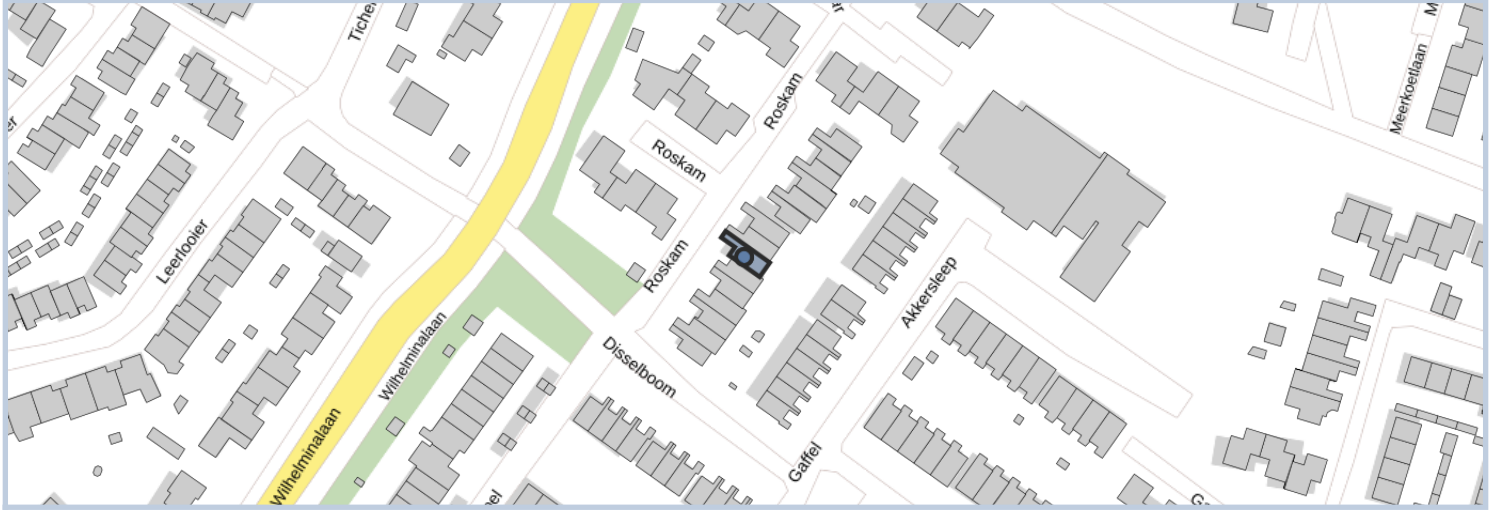 Roskam
Meerkoetlaan
Roskam
Leerlooier
Roskam
Akkersleep
Wilhelminalaan
Disselboom
Wilhelminalaan
Gaffel